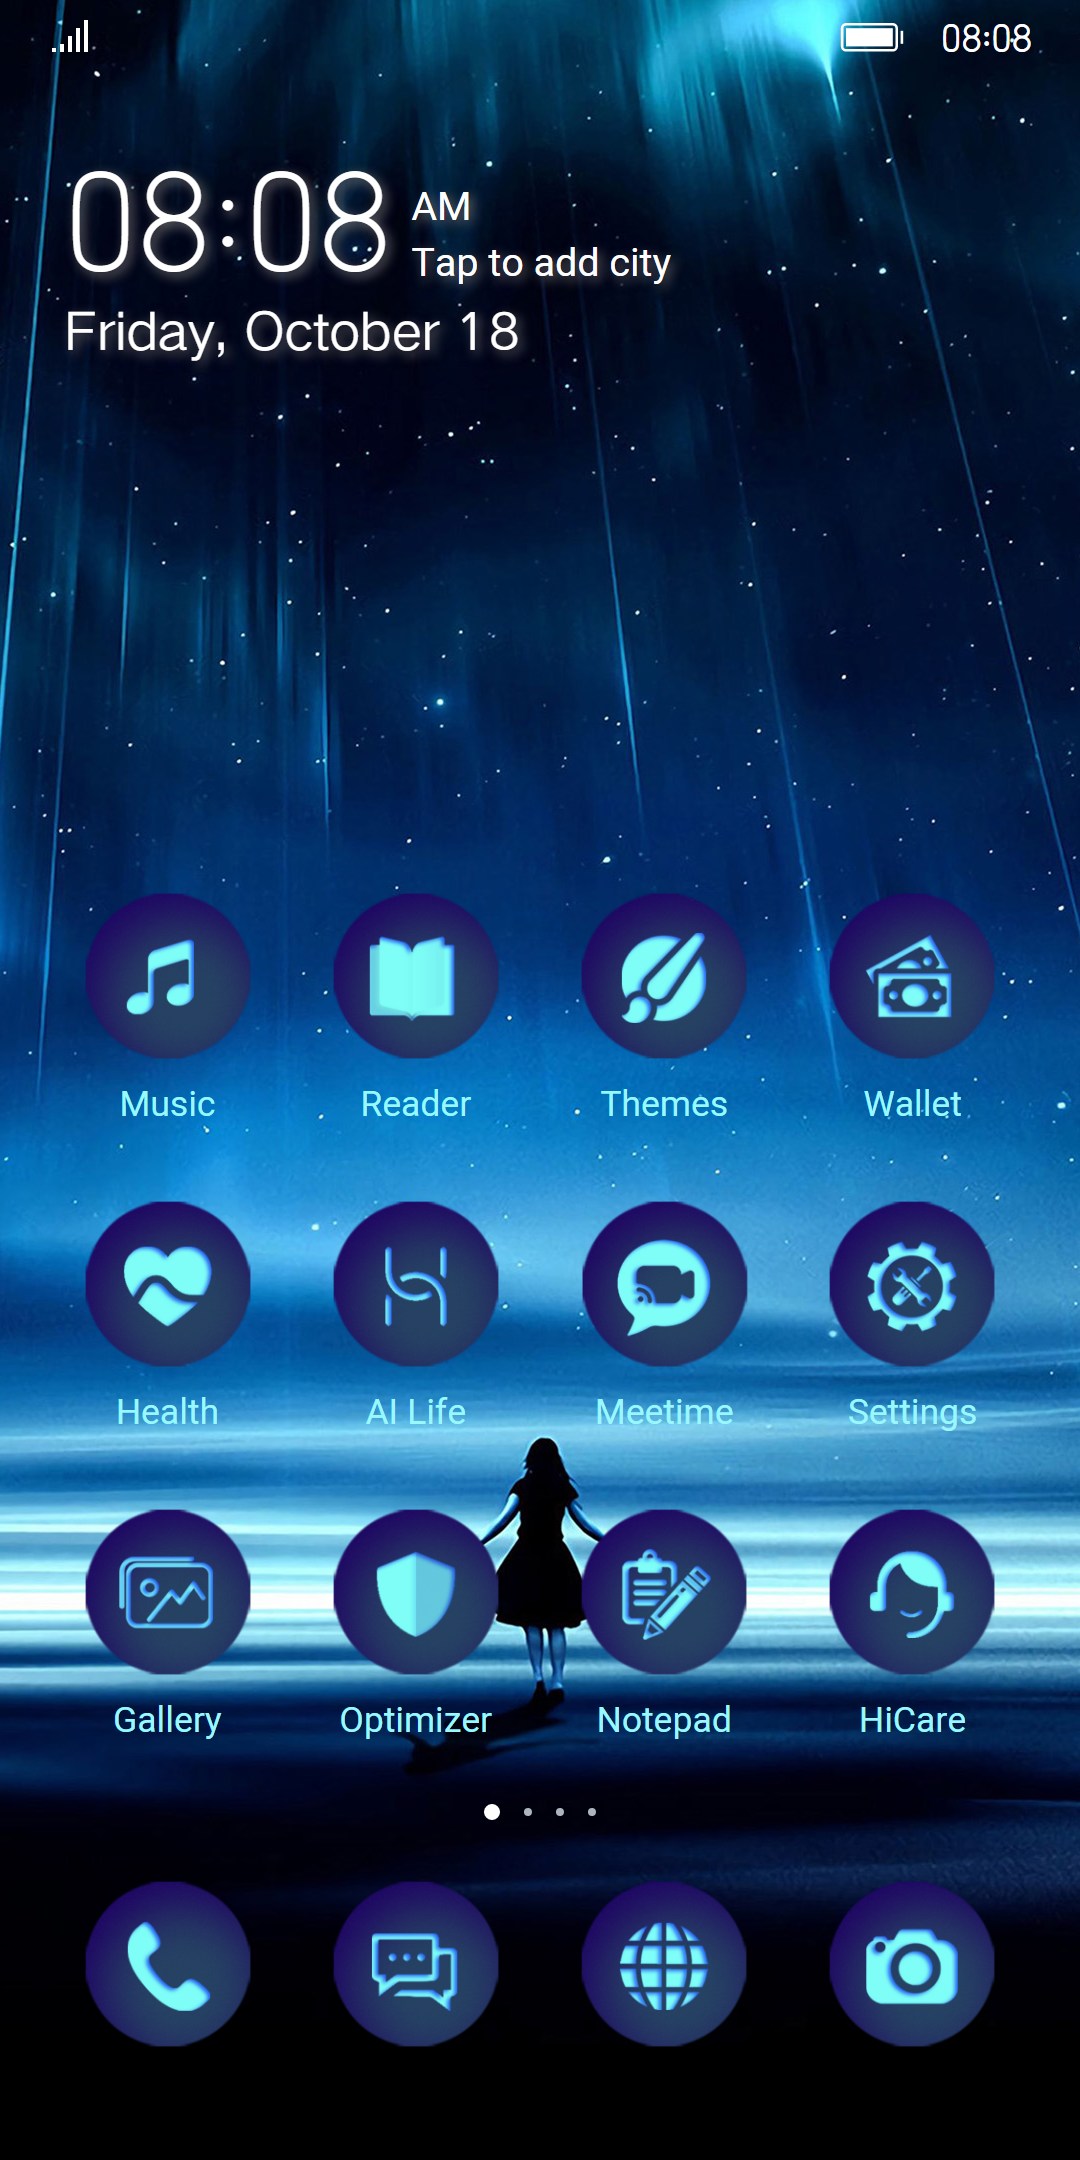 08:08
08:08 AM
Tap to add city
Friday, October 18
Music Reader Themes Wallet
Health AI Life Meetime Settings
Gallery Optimizer Notepad HiCare